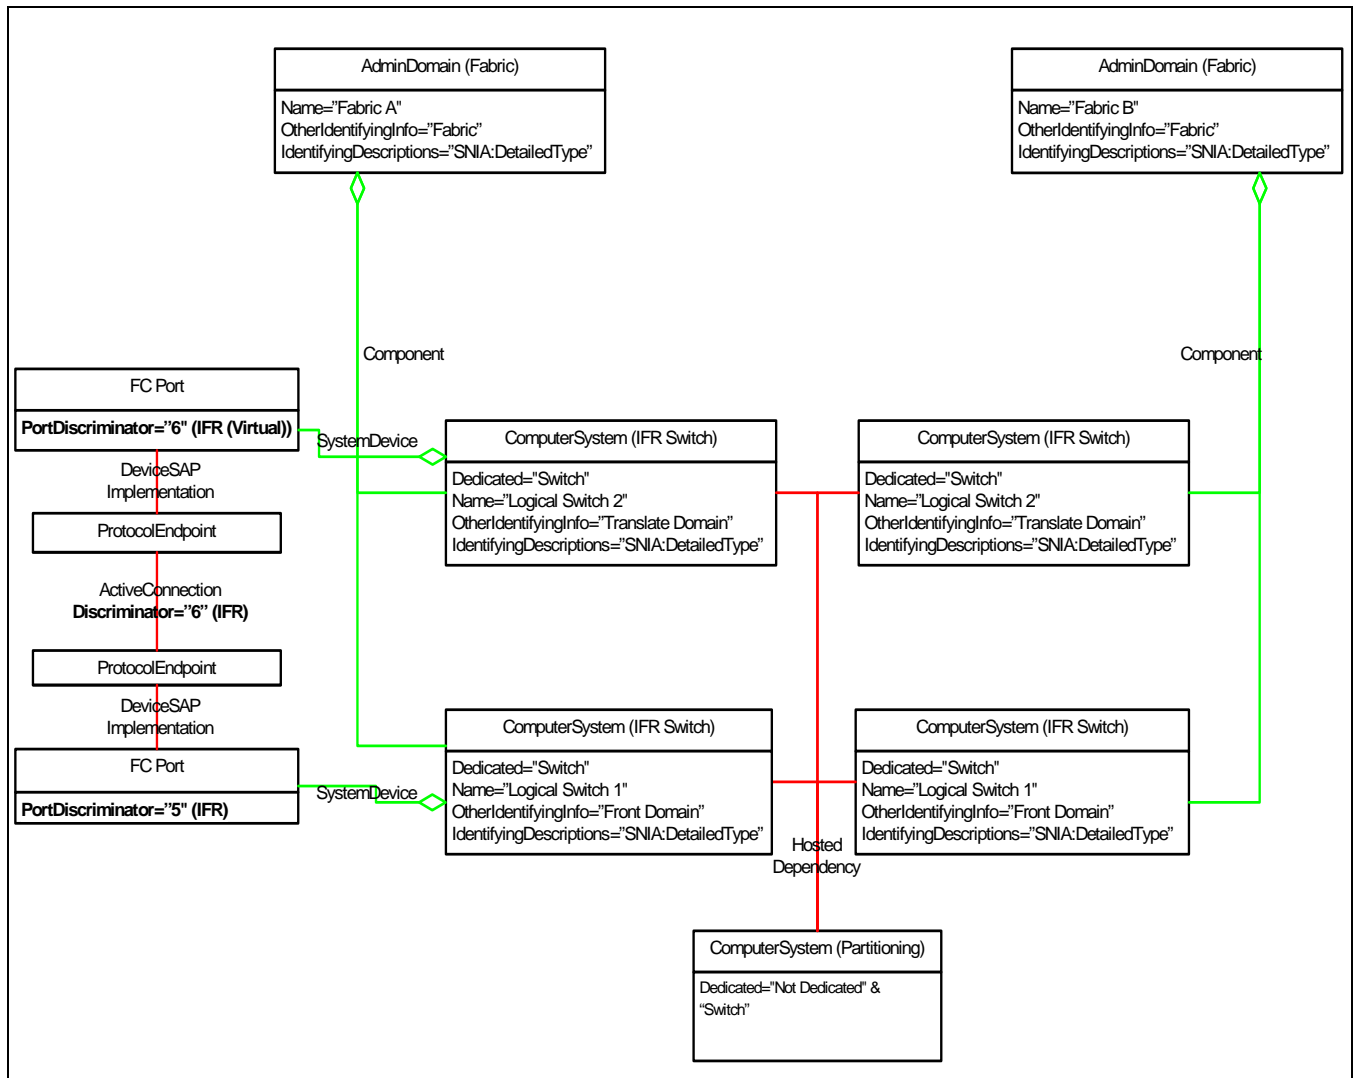 AdminDomain (Fabric)
Name=”Fabric A"
OtherIdentifyingInfo=”Fabric”
IdentifyingDescriptions=”SNIA:DetailedType”
AdminDomain (Fabric)
Name=”Fabric B"
OtherIdentifyingInfo=”Fabric”
IdentifyingDescriptions=”SNIA:DetailedType”
Component
Component
FC Port
PortDiscriminator=”6" (IFR (Virtual))
SystemDevice
ComputerSystem (IFR Switch)
Dedicated="Switch"
Name=”Logical Switch 2"
OtherIdentifyingInfo=”Translate Domain”
IdentifyingDescriptions=”SNIA:DetailedType”
ComputerSystem (IFR Switch)
Dedicated="Switch"
Name=”Logical Switch 2"
OtherIdentifyingInfo=”Translate Domain”
IdentifyingDescriptions=”SNIA:DetailedType”
DeviceSAP
Implementation
ProtocolEndpoint
ActiveConnection
Discriminator=”6” (IFR)
ProtocolEndpoint
DeviceSAP
Implementation
FC Port
PortDiscriminator=”5" (IFR)
SystemDevice
ComputerSystem (IFR Switch)
Dedicated="Switch"
Name=”Logical Switch 1"
OtherIdentifyingInfo=”Front Domain”
IdentifyingDescriptions=”SNIA:DetailedType”
ComputerSystem (IFR Switch)
Dedicated="Switch"
Name=”Logical Switch 1"
OtherIdentifyingInfo=”Front Domain”
IdentifyingDescriptions=”SNIA:DetailedType”
Hosted
Dependency
ComputerSystem (Partitioning)
Dedicated="Not Dedicated" &
“Switch”